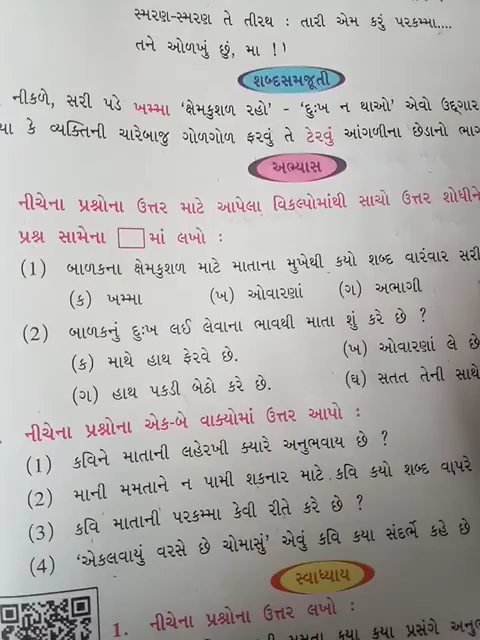 સ્મરણ-સ્મરણ તે તીરથ : તારી એમ કરું પરકમ્મા....
તને ઓળખું છું, મા !!
શબ્દસમજૂતી
નીકળે, સરી પડે ખમ્મા ‘ક્ષેમકુશળ રહો’ - ‘દુઃખ ન થાઓ’ એવો ઉદ્ગાર
કે વ્યક્તિની ચારેબાજુ ગોળગોળ ફરવું તે ટેરવું આંગળીના છેડાનો ભાગ
અભ્યાસ
નીચેના પ્રશ્નોના ઉત્તર માટે આપેલા વિકલ્પોમાંથી સાચો ઉત્તર શોધીને
પ્રશ્ન સામેના માં લખો :
(1) બાળકના ક્ષેમકુશળ માટે માતાના મુખેથી કયો શબ્દ વારંવાર સરી
(ક) ખમ્મા (ખ) ઓવારણાં (ગ) અભાગી
(2) બાળકનું દુઃખ લઈ લેવાના ભાવથી માતા શું કરે છે ?
(ક) માથે હાથ ફેરવે છે. (ખ) ઓવારણાં લે છે
(ગ) હાથ પકડી બેઠો કરે છે. (ઘ) સતત તેની સાથે
નીચેના પ્રશ્નોના એક-બે વાક્યોમાં ઉત્તર આપો :
(1) કવિને માતાની લહેરખી ક્યારે અનુભવાય છે ?
(2) માની મમતાને ન પામી શકનાર માટે કવિ કયો શબ્દ વાપરે
(3) કવિ માતાની પરકમ્મા કેવી રીતે કરે છે ?
(4) ‘એકલવાયું વરસે છે ચોમાસું’ એવું કવિ કયા સંદર્ભે કહે છે
સ્વાધ્યાય
1. નીચેના પ્રશ્નોના ઉત્તર લખો :
કયા કયા પ્રસંગે